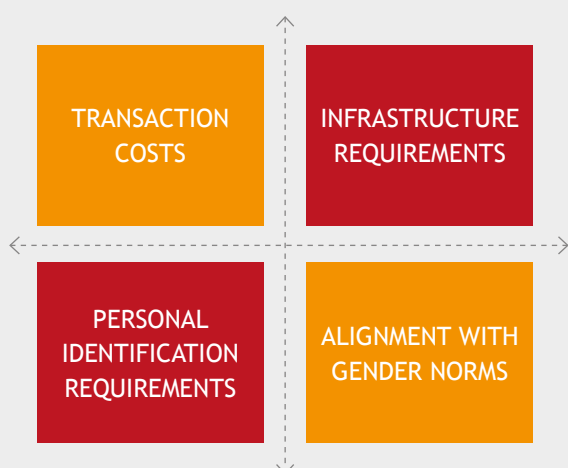 TRANSACTION
COSTS
INFRASTRUCTURE
REQUIREMENTS
PERSONAL
IDENTIFICATION
REQUIREMENTS
ALIGNMENT WITH
GENDER NORMS